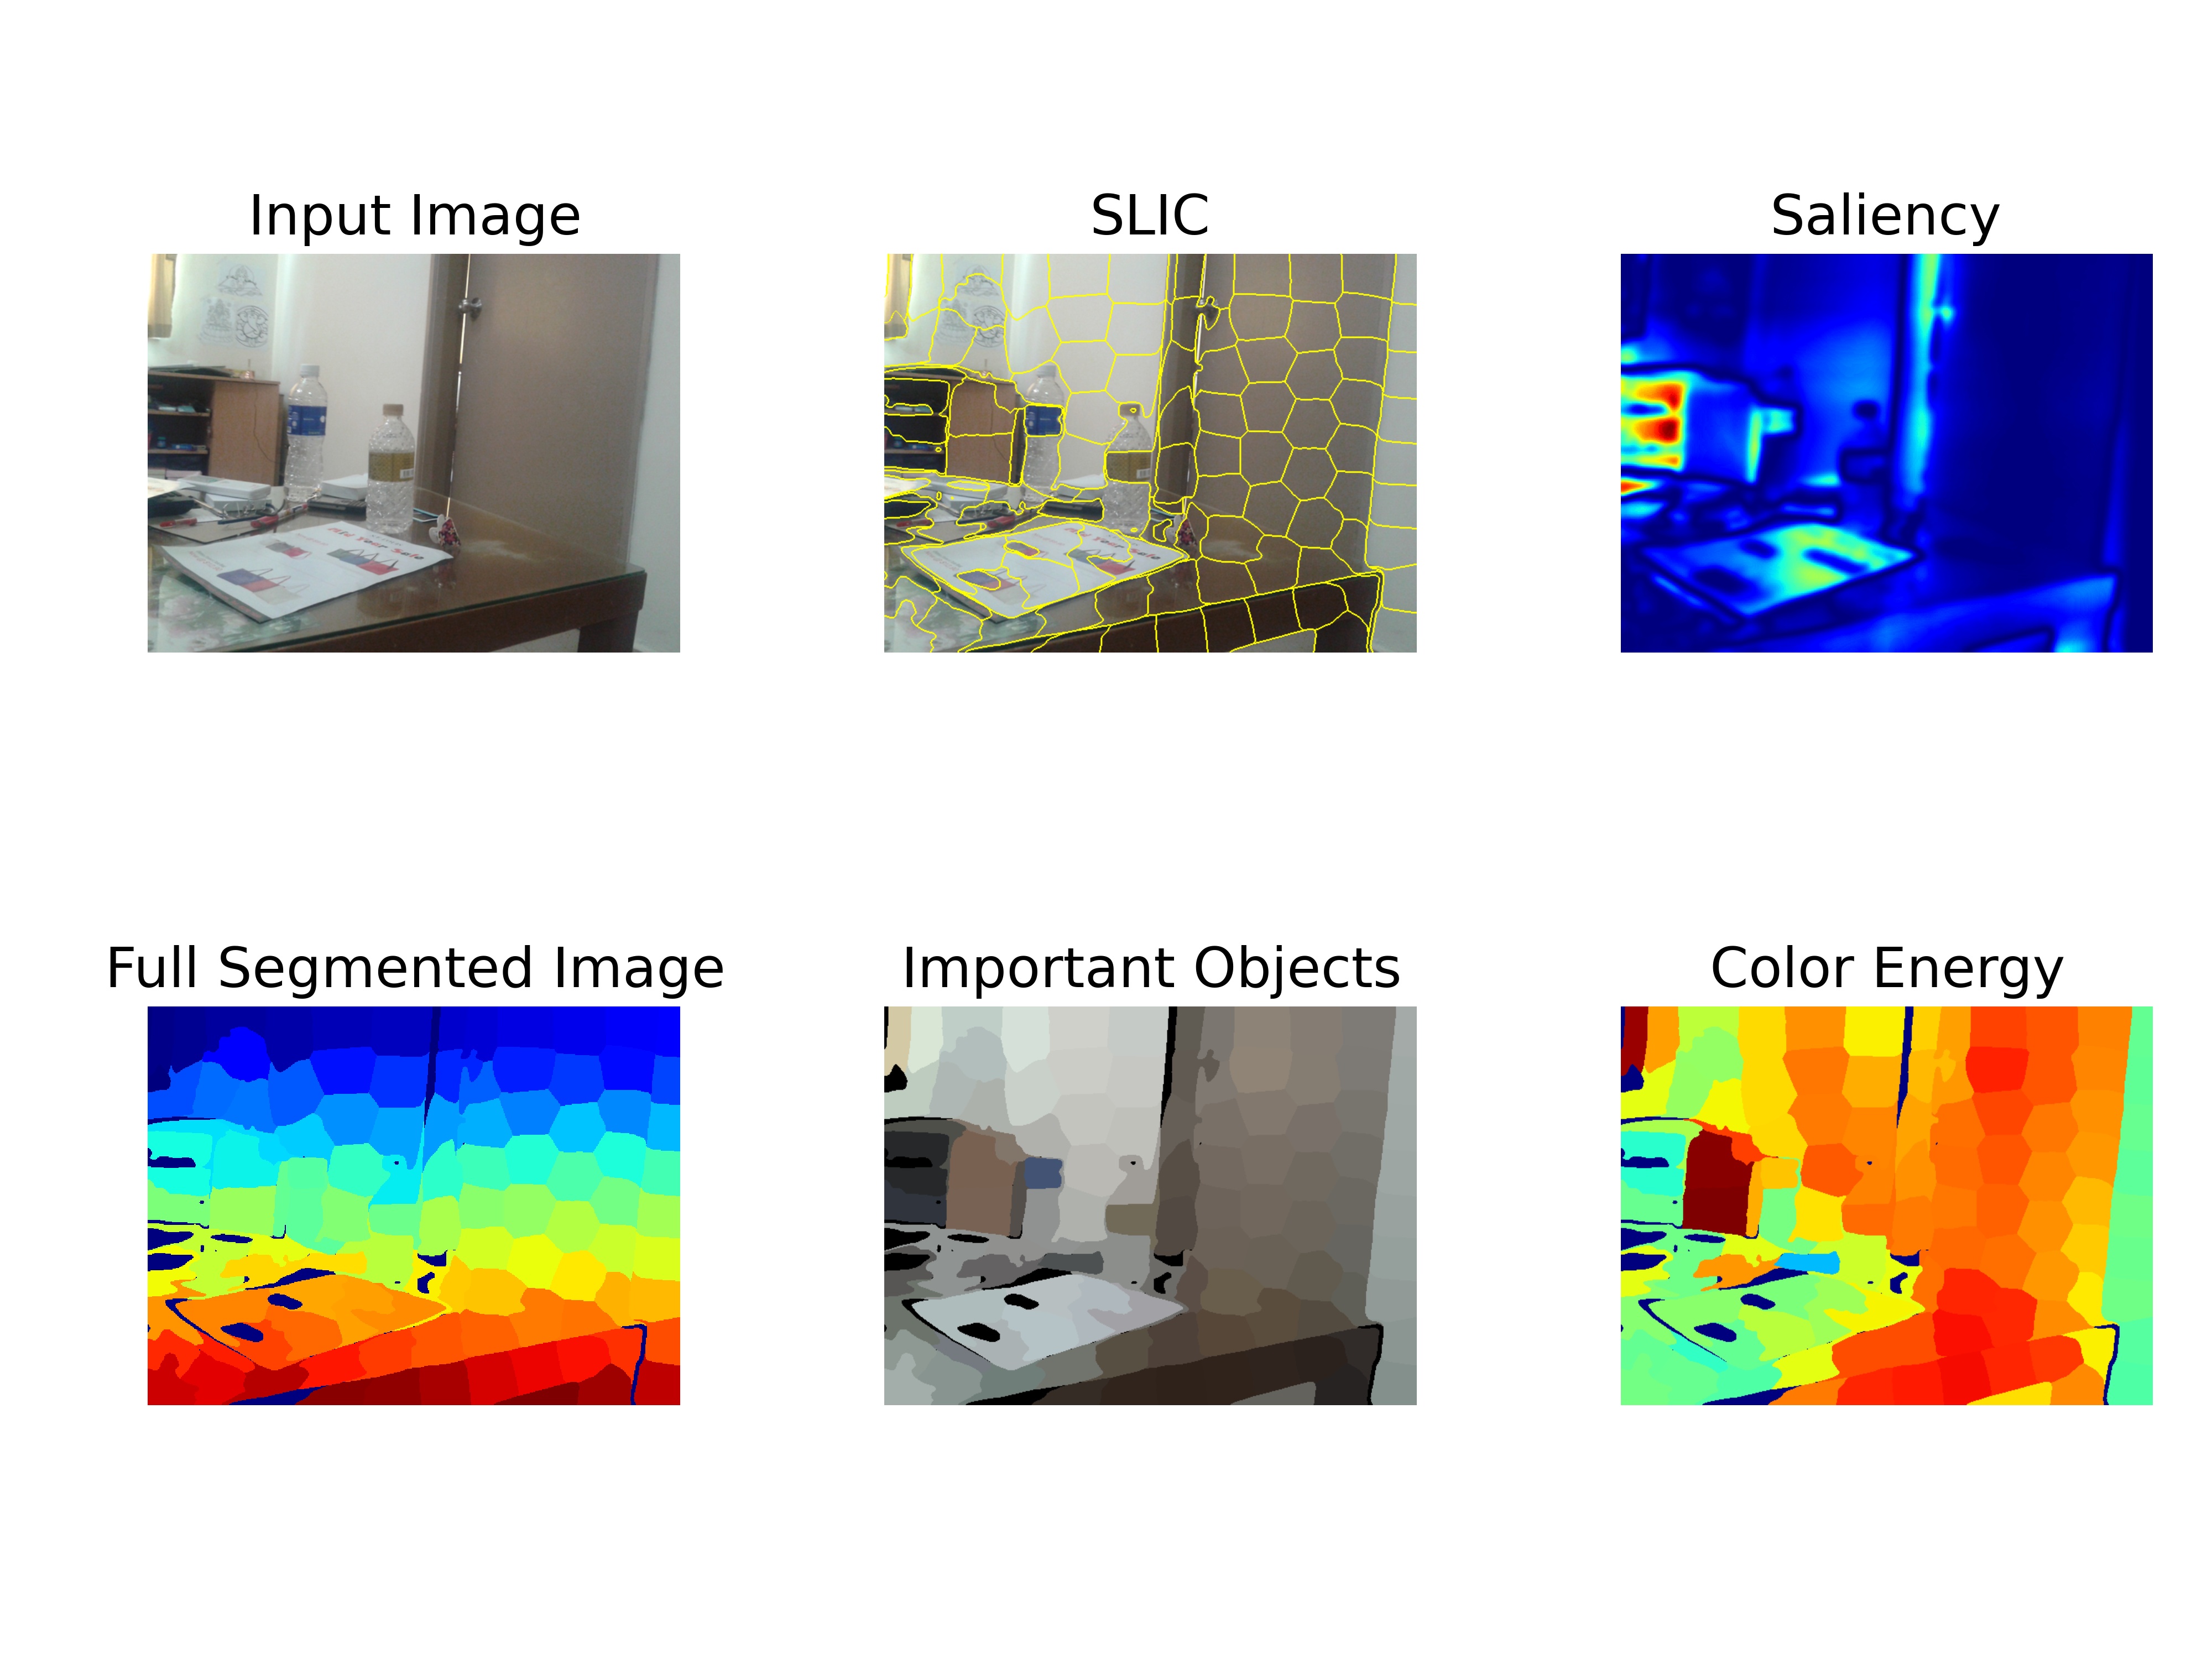 Input Image
SLIC
Saliency
Full Segmented Image
Important Objects
Color Energy